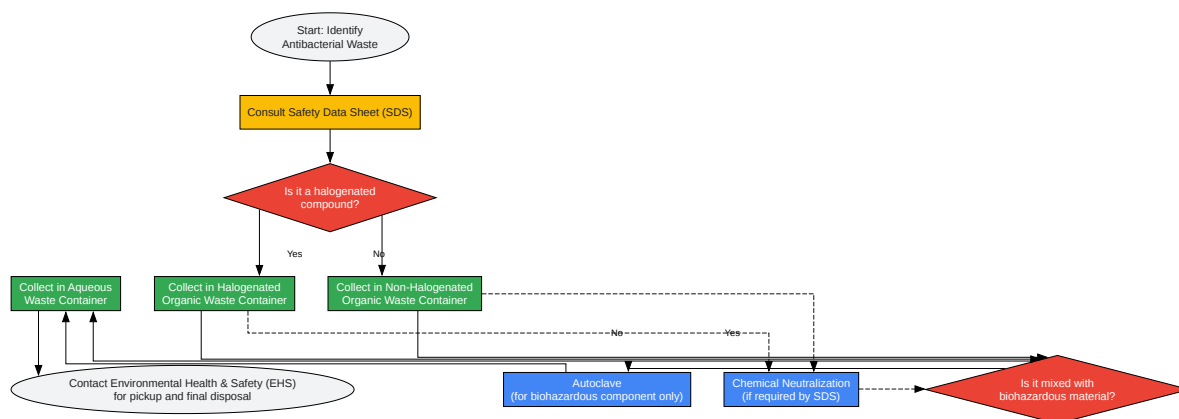 Start: Identify
Antibacterial Waste
Consult Safety Data Sheet (SDS)
Is it a halogenated
compound?
Yes
No
Collect in Aqueous
Waste Container
Collect in Halogenated
Organic Waste Container
Collect in Non-Halogenated
Organic Waste Container
No
Yes
Contact Environmental Health & Safety (EHS)
for pickup and final disposal
Autoclave
(for biohazardous component only)
Chemical Neutralization
(if required by SDS)
Is it mixed with
biohazardous material?